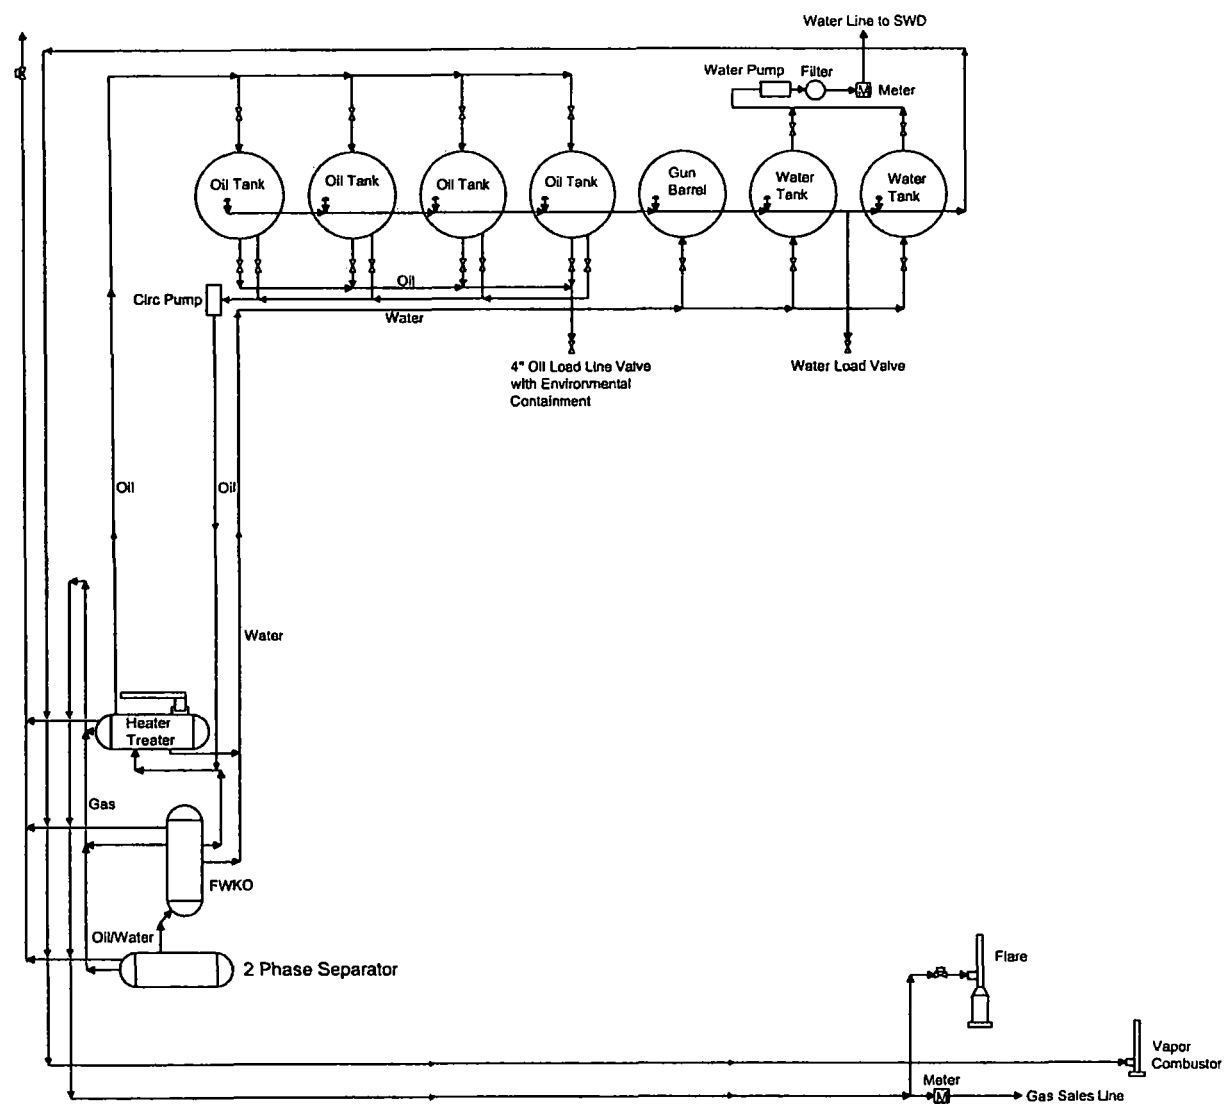 Water Line to SWD
Water Pump
Filter
M
Meter
Oil Tank
Oil Tank
Oil Tank
Oil Tank
Gun
Barrel
Water
Tank
Water
Tank
Oil
Circ Pump
Water
4" Oil Load Line Valve
with Environmental
Containment
Water Load Valve
Oil
Oil
Water
Heater
Treater
Gas
FWKO
Oil/Water
2 Phase Separator
Flare
Vapor
Combustor
Meter
M
Gas Sales Line